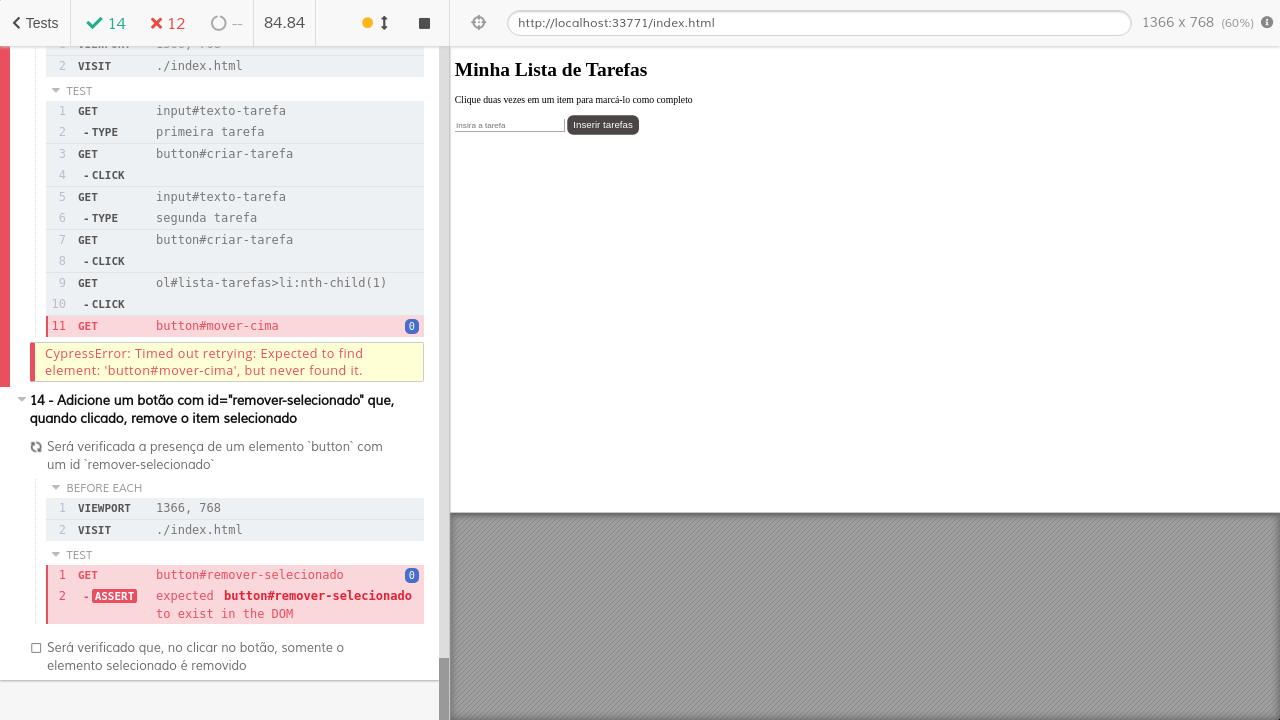 Tests 14 12 -- 84.84 http://localhost:33771/index.html 1366 x 768 (60%)
1 VIEWPORT 1366, 768
2 VISIT ./index.html
TEST
1 GET input#texto-tarefa
2 - TYPE primeira tarefa
3 GET button#criar-tarefa
4 - CLICK
5 GET input#texto-tarefa
6 - TYPE segunda tarefa
7 GET button#criar-tarefa
8 - CLICK
9 GET ol#lista-tarefas>li:nth-child(1)
10 - CLICK
11 GET button#mover-cima 0
CypressError: Timed out retrying: Expected to find
element: 'button#mover-cima', but never found it.
14 - Adicione um botão com id="remover-selecionado" que,
quando clicado, remove o item selecionado
Será verificada a presença de um elemento `button` com
um id `remover-selecionado`
BEFORE EACH
1 VIEWPORT 1366, 768
2 VISIT ./index.html
TEST
1 GET button#remover-selecionado 0
2 - ASSERT expected button#remover-selecionado
to exist in the DOM
Será verificado que, no clicar no botão, somente o
elemento selecionado é removido
Minha Lista de Tarefas
Clique duas vezes em um item para marcá-lo como completo
Insira a tarefa Inserir tarefas